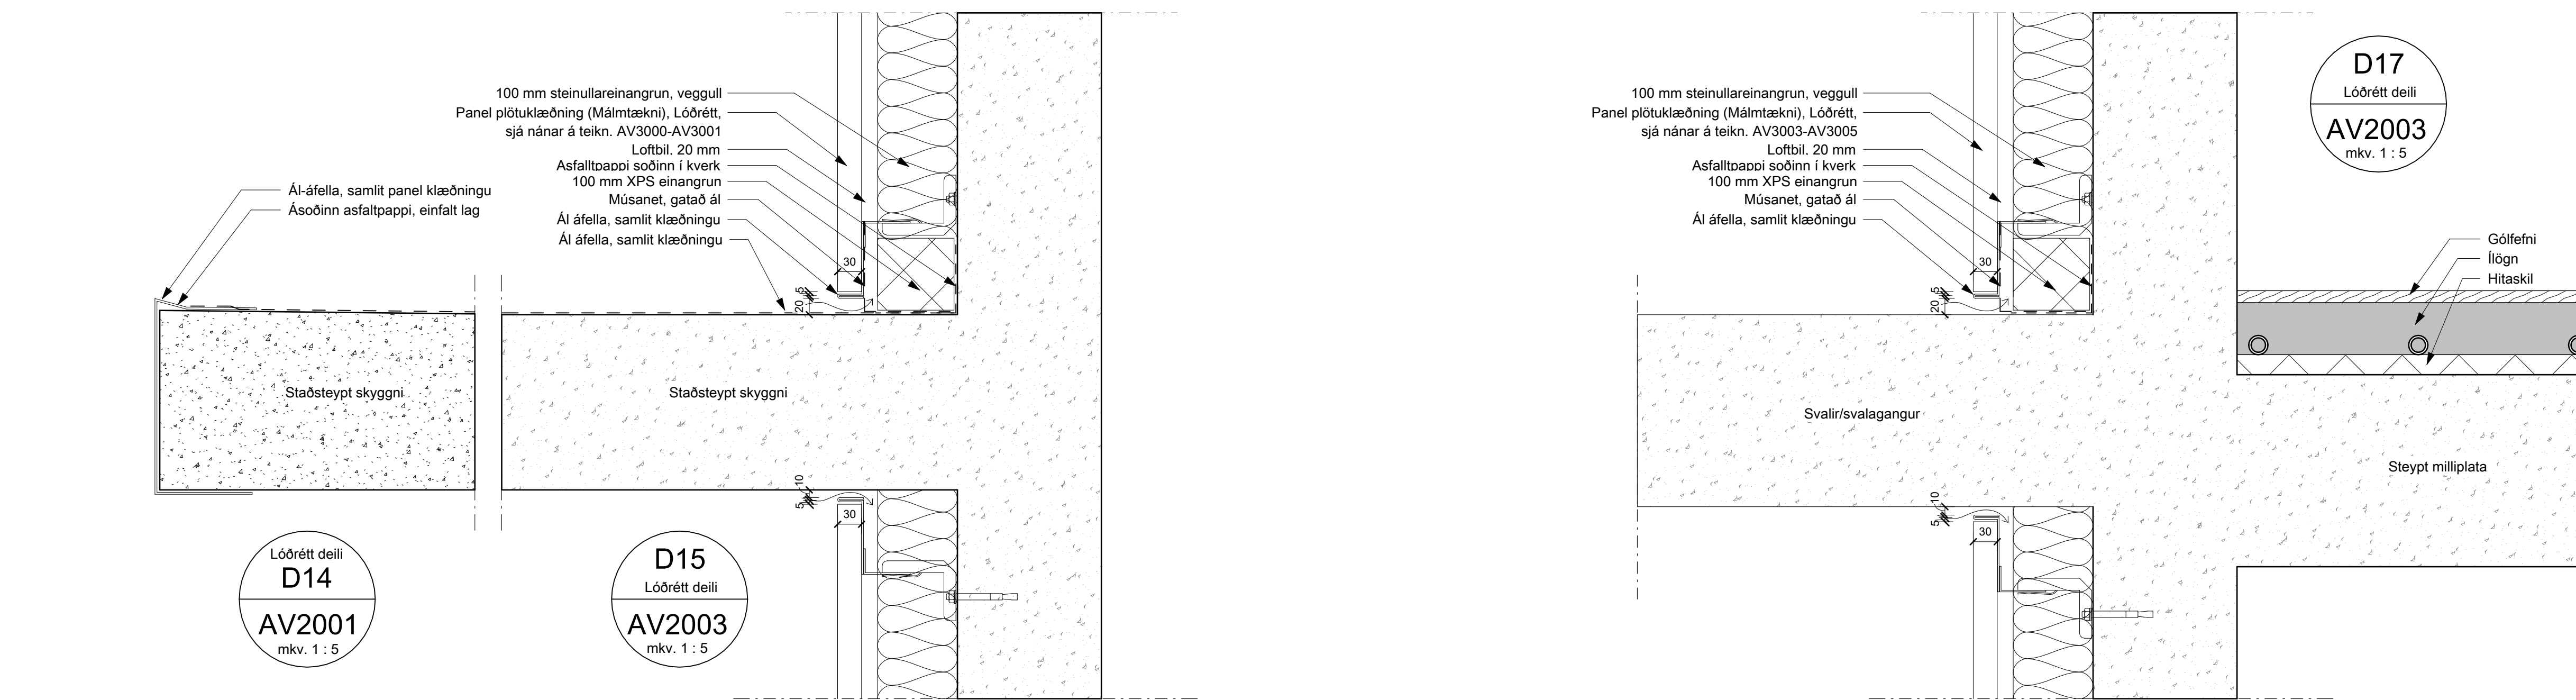 100 mm steinullareinangrun, veggull
Panel plötuklæðning (Málmtækni), Lóðrétt,
sjá nánar á teikn. AV3000-AV3001
Loftbil. 20 mm
Asfalltpappi soðinn í kverk
100 mm XPS einangrun
Músanet, gatað ál
Ál áfella, samlit klæðningu
Ál áfella, samlit klæðningu
Ál-áfella, samlit panel klæðningu
Ásoðinn asfaltpappi, einfalt lag
30
5
20
Staðsteypt skyggni
Staðsteypt skyggni
10
5
30
Lóðrétt deili
D14
AV2001
mkv. 1 : 5
D15
Lóðrétt deili
AV2003
mkv. 1 : 5
100 mm steinullareinangrun, veggull
Panel plötuklæðning (Málmtækni), Lóðrétt,
sjá nánar á teikn. AV3003-AV3005
Loftbil. 20 mm
Asfalltpappi soðinn í kverk
100 mm XPS einangrun
Músanet, gatað ál
Ál áfella, samlit klæðningu
30
5
20
D17
Lóðrétt deili
AV2003
mkv. 1 : 5
Gólfefni
Ílögn
Hitaskil
Svalir/svalagangur
Steypt milliplata
10
5
30